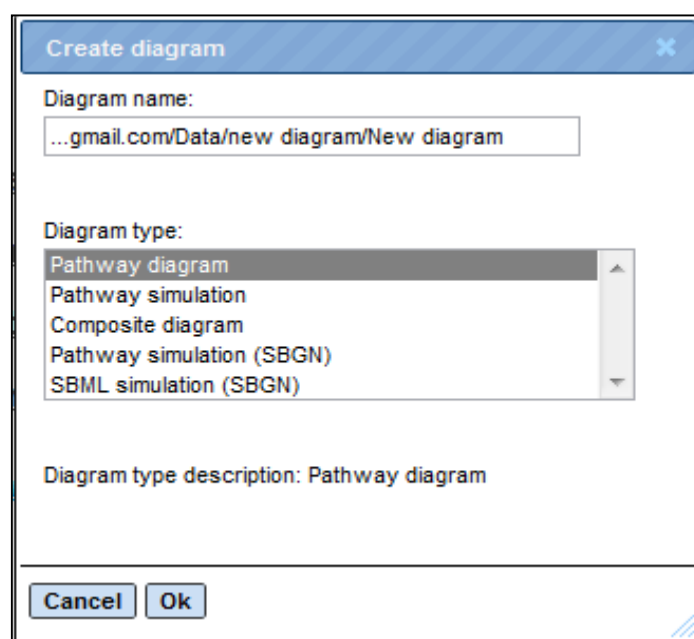 Create diagram
Diagram name:
...gmail.com/Data/new diagram/New diagram
Diagram type:
Pathway diagram
Pathway simulation
Composite diagram
Pathway simulation (SBGN)
SBML simulation (SBGN)
Diagram type description: Pathway diagram
Cancel Ok